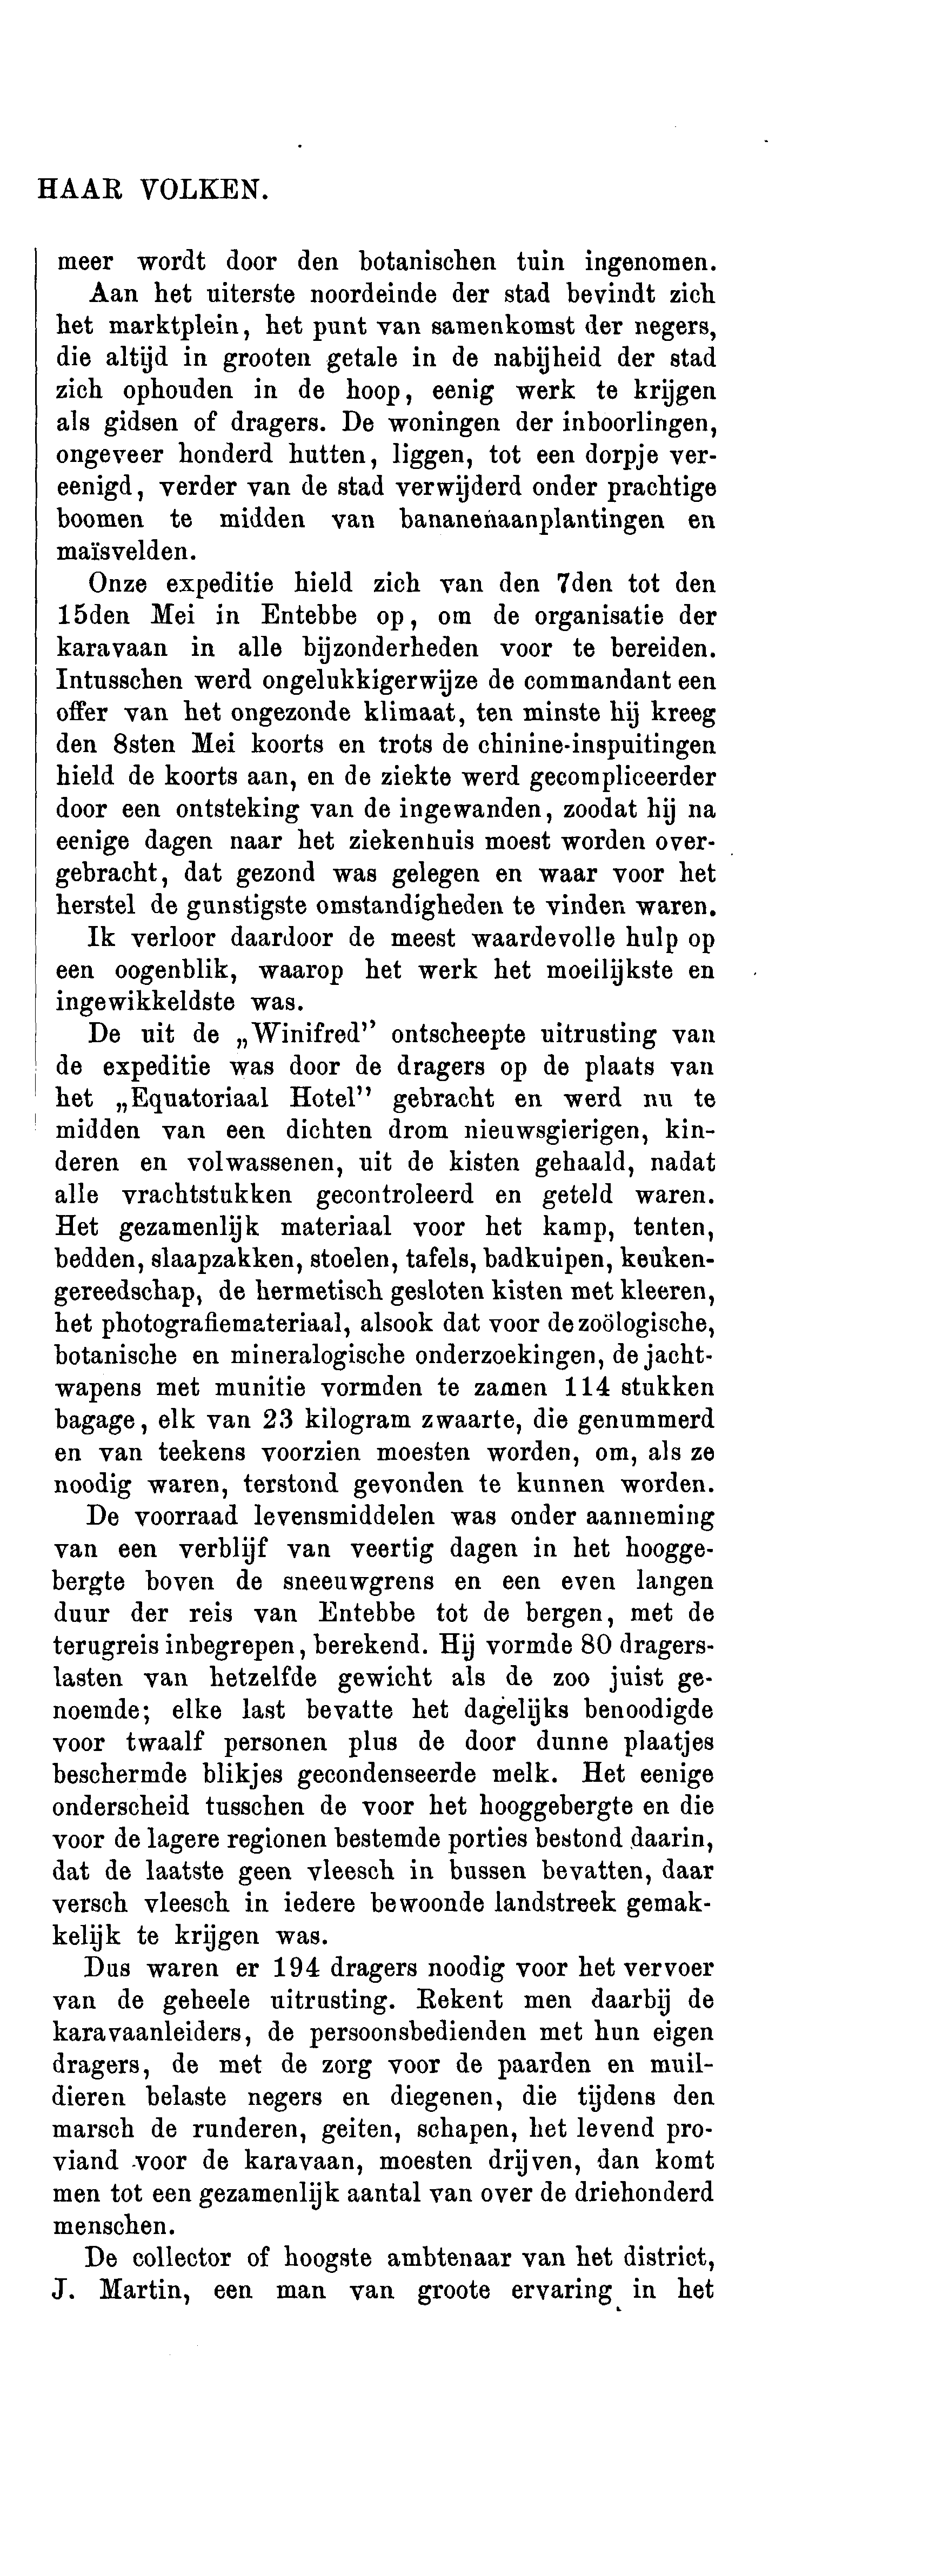 HAAR VOLKEN.
meer wordt door den botanischen tuin ingenomen.
Aan het uiterste noordeinde der stad bevindt zich
het marktplein, het punt van samenkomst der negers,
die altijd in grooten getale in de nabijheid der stad
zich ophouden in de hoop, eenig werk te krijgen
als gidsen of dragers. De woningen der inboorlingen,
ongeveer honderd hutten, liggen, tot een dorpje ver-
eenigd, verder van de stad verwijderd onder prachtige
boomen te midden van bananenaanplantingen en
maïsvelden.
Onze expeditie hield zich van den 7den tot den
15den Mei in Entebbe op, om de organisatie der
karavaan in alle bijzonderheden voor te bereiden.
Intusschen werd ongelukkigerwijze de commandant een
offer van het ongezonde klimaat, ten minste hij kreeg
den 8sten Mei koorts en trots de chinine-inspuitingen
hield de koorts aan, en de ziekte werd gecompliceerder
door een ontsteking van de ingewanden, zoodat hij na
eenige dagen naar het ziekenhuis moest worden over-
gebracht, dat gezond was gelegen en waar voor het
herstel de gunstigste omstandigheden te vinden waren.
Ik verloor daardoor de meest waardevolle hulp op
een oogenblik, waarop het werk het moeilijkste en
ingewikkeldste was.
De uit de „Winifred” ontscheepte uitrusting van
de expeditie was door de dragers op de plaats van
het „Equatoriaal Hotel” gebracht en werd nu te
midden van een dichten drom nieuwsgierigen, kin-
deren en volwassenen, uit de kisten gehaald, nadat
alle vrachtstukken gecontroleerd en geteld waren.
Het gezamenlijk materiaal voor het kamp, tenten,
bedden, slaapzakken, stoelen, tafels, badkuipen, keuken-
gereedschap, de hermetisch gesloten kisten met kleeren,
het photografiemateriaal, alsook dat voor de zoölogische,
botanische en mineralogische onderzoekingen, de jacht-
wapens met munitie vormden te zamen 114 stukken
bagage, elk van 23 kilogram zwaarte, die genummerd
en van teekens voorzien moesten worden, om, als ze
noodig waren, terstond gevonden te kunnen worden.
De voorraad levensmiddelen was onder aanneming
van een verblijf van veertig dagen in het hoogge-
bergte boven de sneeuwgrens en een even langen
duur der reis van Entebbe tot de bergen, met de
terugreis inbegrepen, berekend. Hij vormde 80 dragers-
lasten van hetzelfde gewicht als de zoo juist ge-
noemde; elke last bevatte het dagelijks benoodigde
voor twaalf personen plus de door dunne plaatjes
beschermde blikjes gecondenseerde melk. Het eenige
onderscheid tusschen de voor het hooggebergte en die
voor de lagere regionen bestemde porties bestond daarin,
dat de laatste geen vleesch in bussen bevatten, daar
versch vleesch in iedere bewoonde landstreek gemak-
kelijk te krijgen was.
Dus waren er 194 dragers noodig voor het vervoer
van de geheele uitrusting. Rekent men daarbij de
karavaanleiders, de persoonsbedienden met hun eigen
dragers, de met de zorg voor de paarden en muil-
dieren belaste negers en diegenen, die tijdens den
marsch de runderen, geiten, schapen, het levend pro-
viand voor de karavaan, moesten drijven, dan komt
men tot een gezamenlijk aantal van over de driehonderd
menschen.
De collector of hoogste ambtenaar van het district,
J. Martin, een man van groote ervaring in het